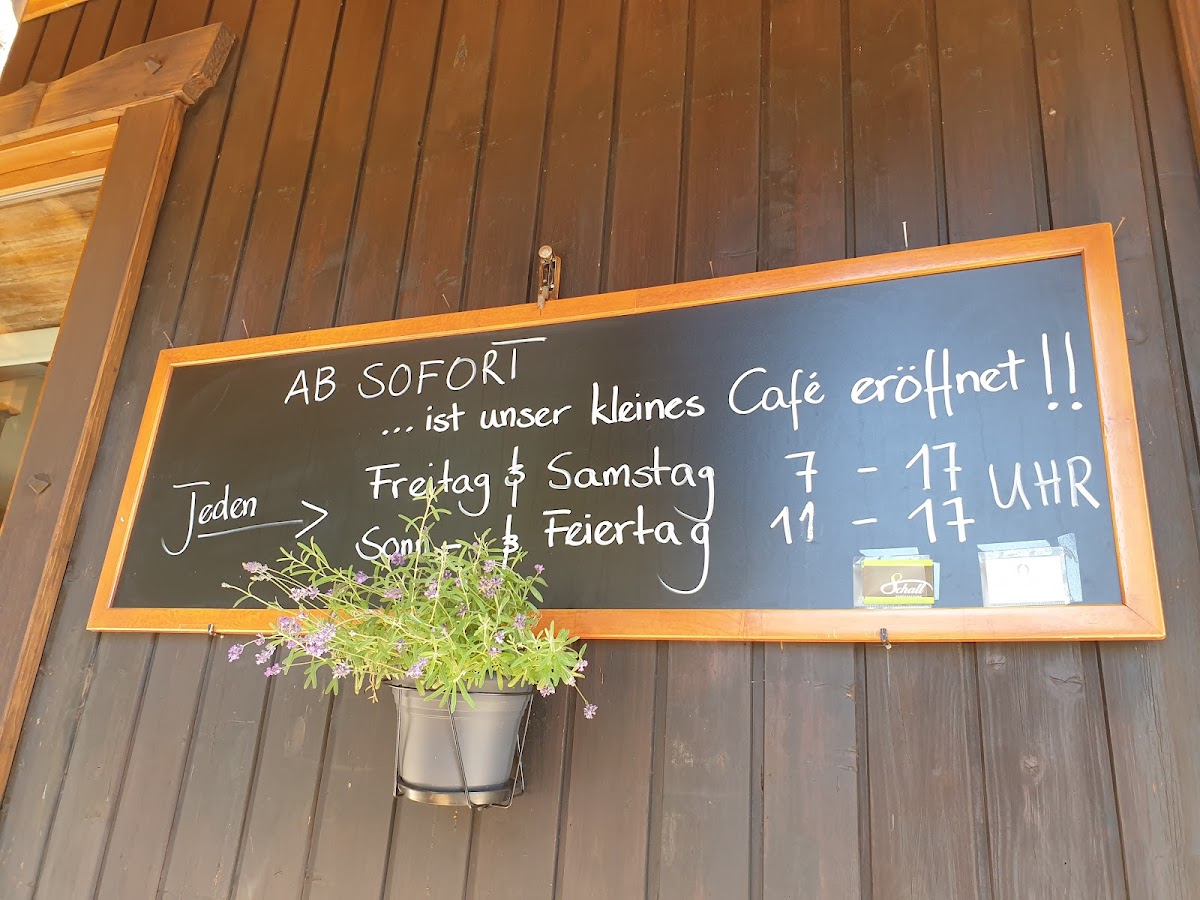 AB SOFORT
... ist unser kleines Café eröffnet!!
Jeden Freitag & Samstag 7 - 17 UHR
& Feiertag 11 - 17
Schall